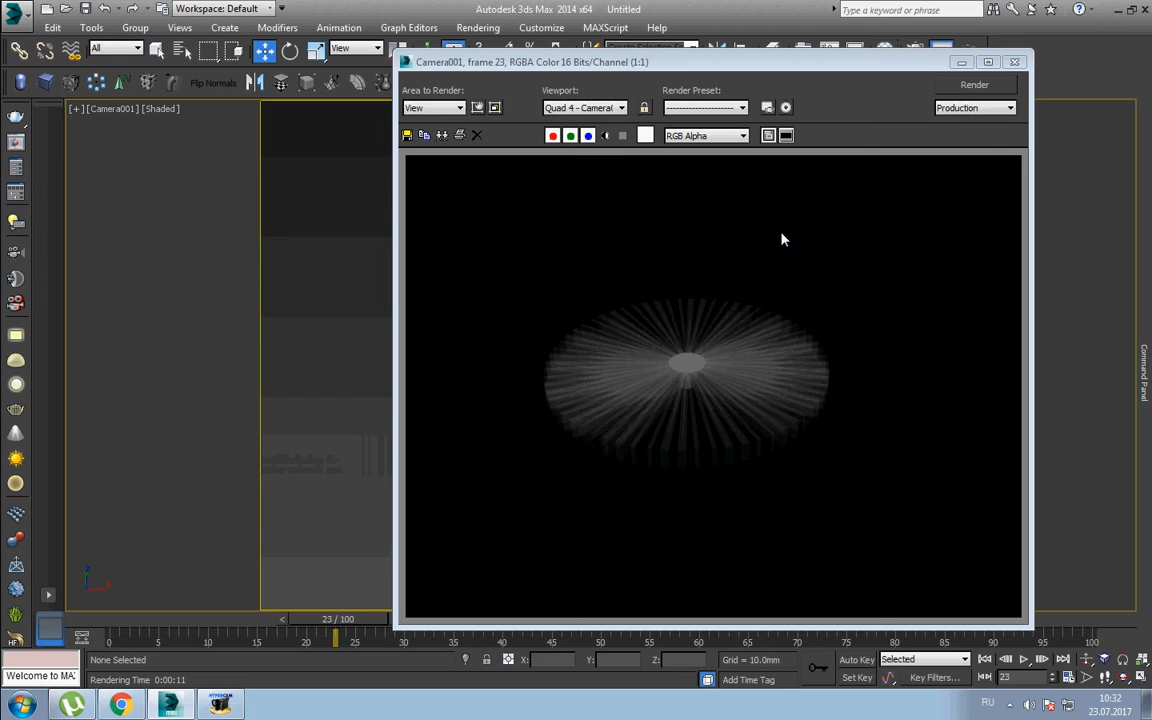 Workspace: Default
Autodesk 3ds Max 2014 x64 Untitled
Type a keyword or phrase
Edit Tools Group Views Create Modifiers Animation Graph Editors Rendering Customize MAXScript Help
All View
Flip Normals
[+][Camera001][Shaded]
Camera001, frame 23, RGBA Color 16 Bits/Channel (1:1)
Area to Render: Viewport: Render Preset: Render
View Quad 4 - Camera( ----------------------- Production
RGB Alpha
Command Panel
23 / 100
0 5 10 15 20 25 30 35 40 45 50 55 60 65 70 75 80 85 90 95 100
None Selected X: Y: Z: Grid = 10.0mm Auto Key Selected
Welcome to MA: Rendering Time 0:00:11 Add Time Tag Set Key Key Filters... 23
HYPERCAM RU 10:32
23.07.2017